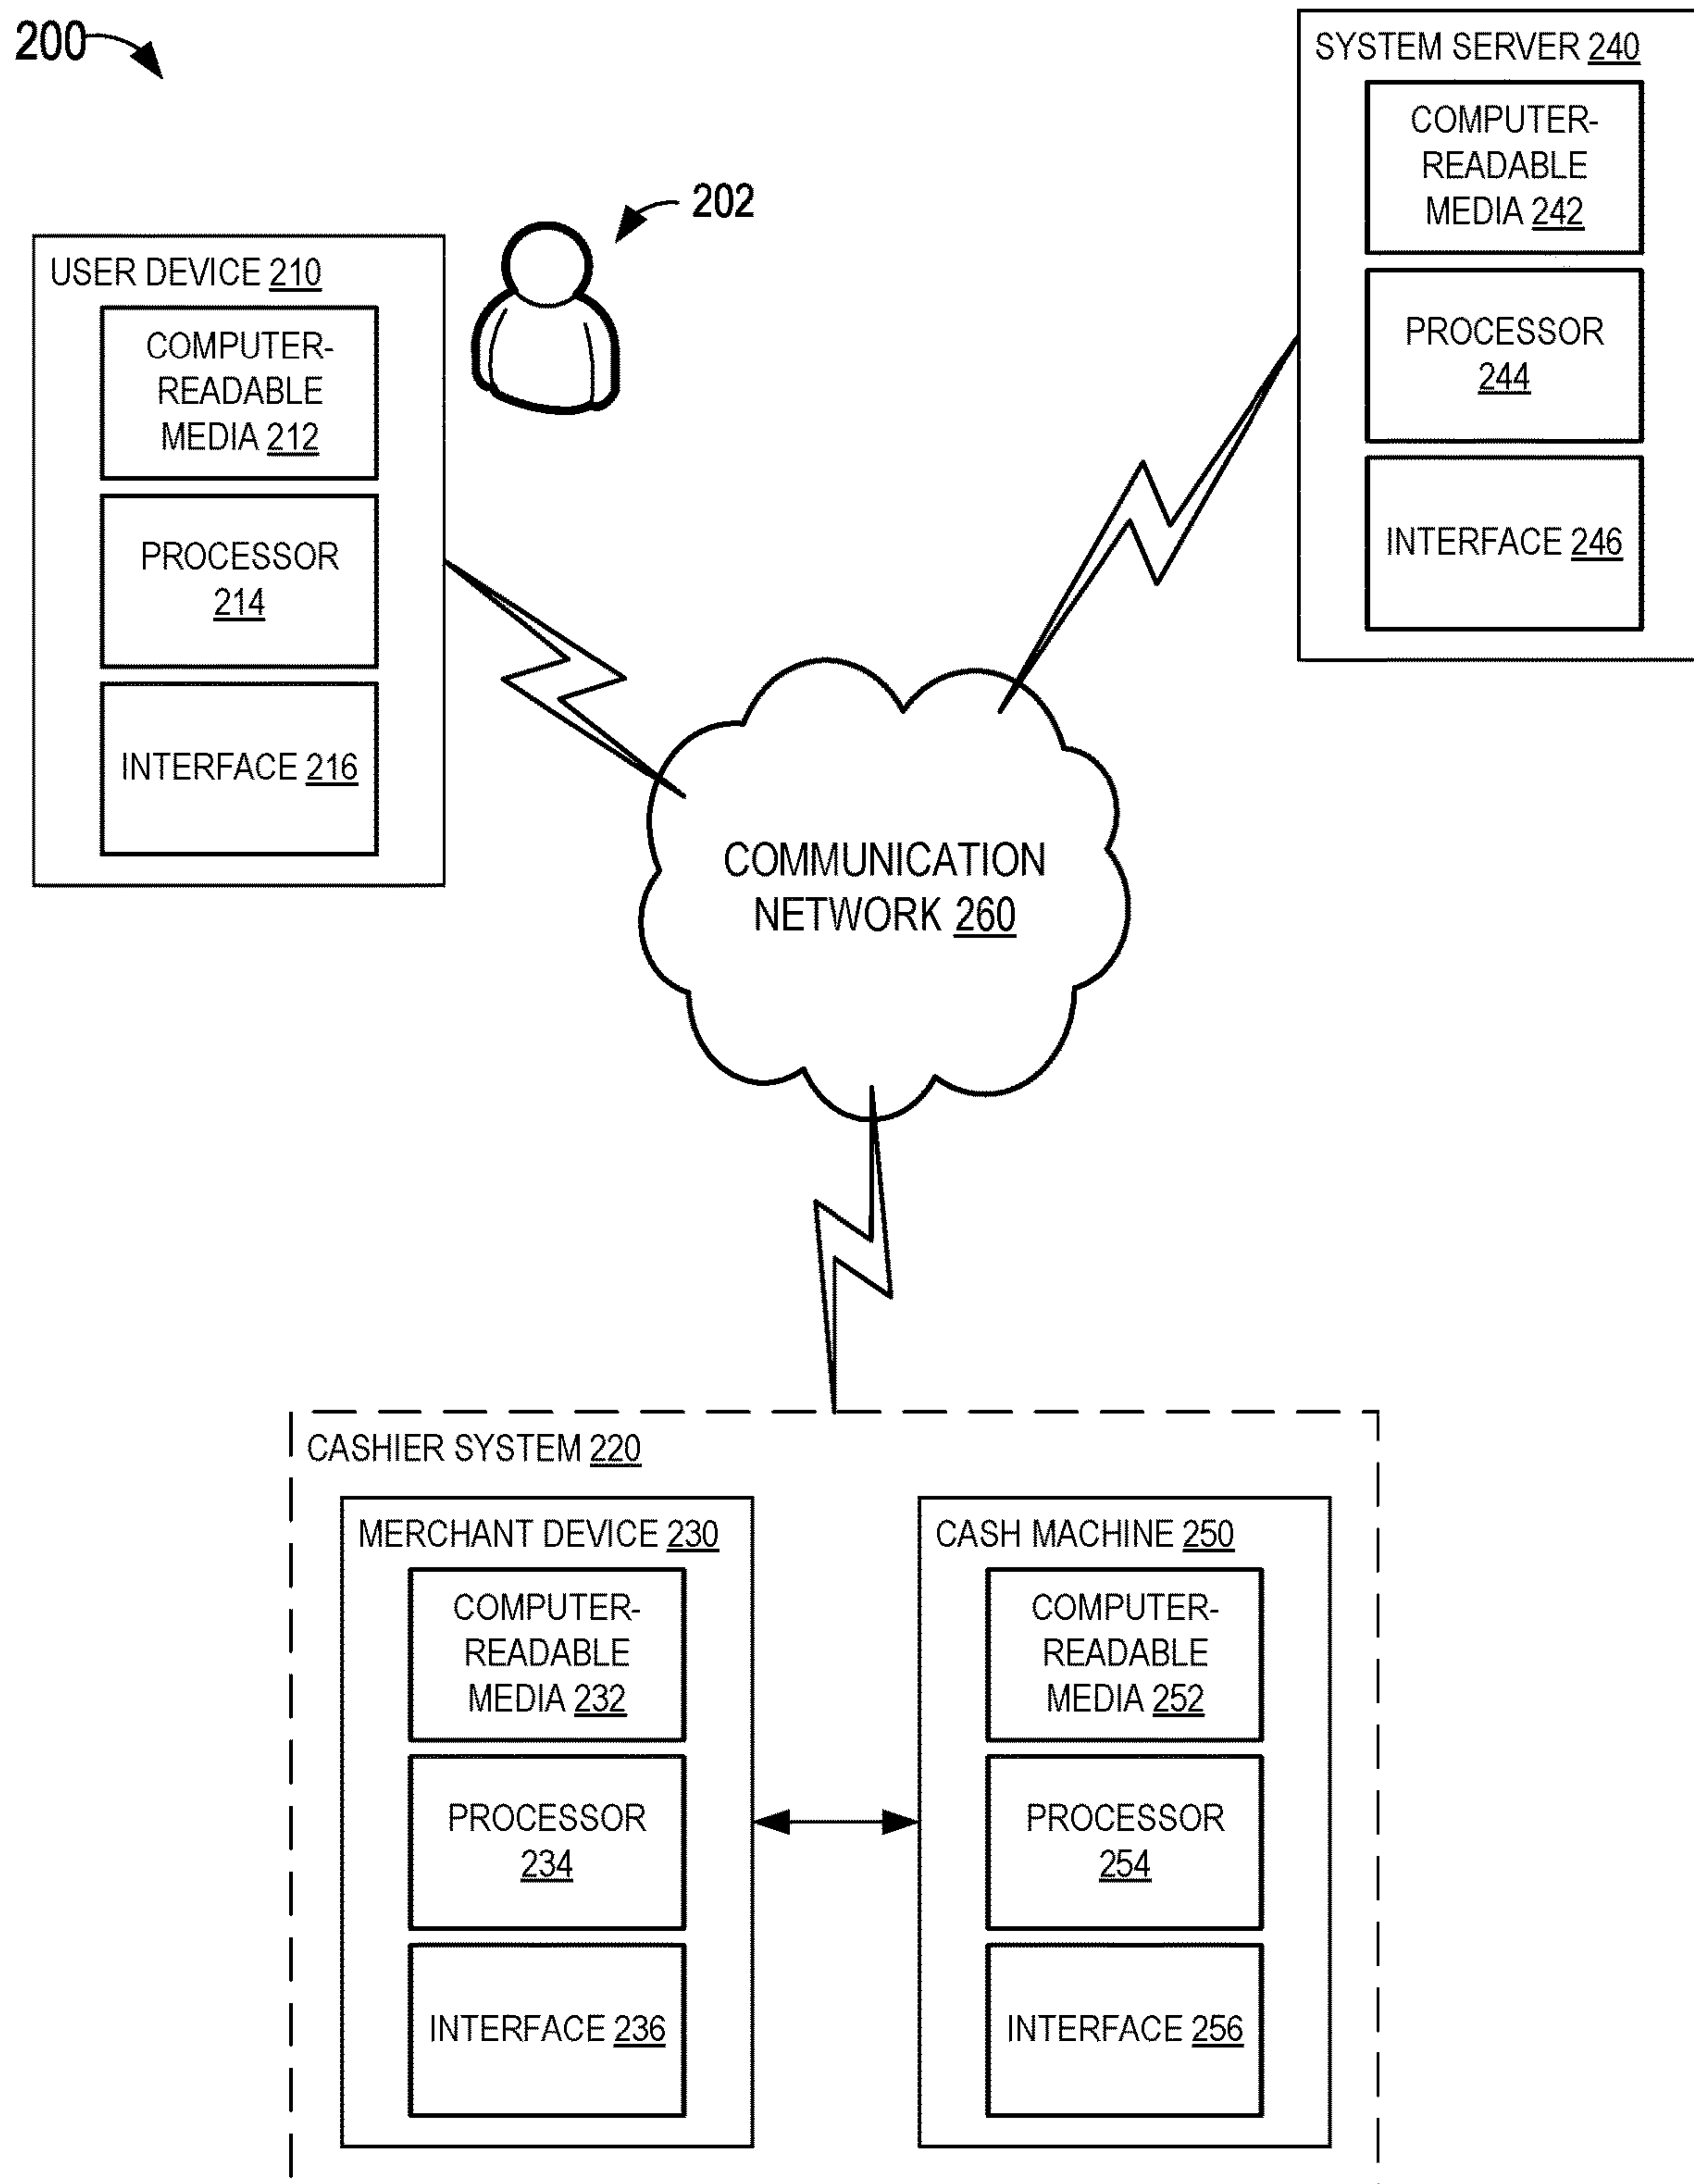 200
SYSTEM SERVER 240
COMPUTER-
READABLE
MEDIA 242
PROCESSOR
244
INTERFACE 246
202
USER DEVICE 210
COMPUTER-
READABLE
MEDIA 212
PROCESSOR
214
INTERFACE 216
COMMUNICATION
NETWORK 260
CASHIER SYSTEM 220
MERCHANT DEVICE 230
COMPUTER-
READABLE
MEDIA 232
PROCESSOR
234
INTERFACE 236
CASH MACHINE 250
COMPUTER-
READABLE
MEDIA 252
PROCESSOR
254
INTERFACE 256